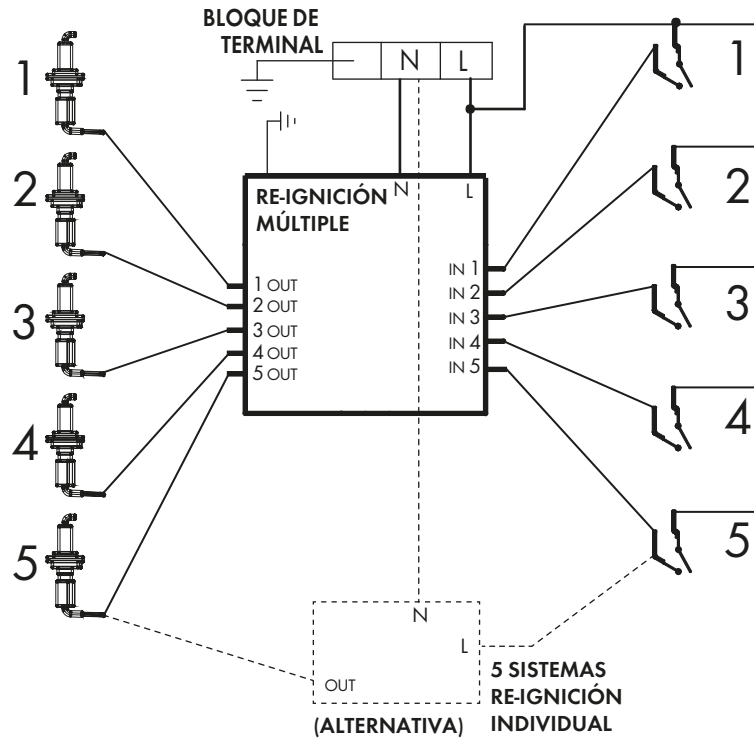 BLOQUE DE
TERMINAL
N
L
1
2
3
4
5
RE-IGNICIÓN
MÚLTIPLE
N
L
1 OUT
2 OUT
3 OUT
4 OUT
5 OUT
IN 1
IN 2
IN 3
IN 4
IN 5
1
2
3
4
5
N
L
OUT
(ALTERNATIVA)
5 SISTEMAS
RE-IGNICIÓN
INDIVIDUAL